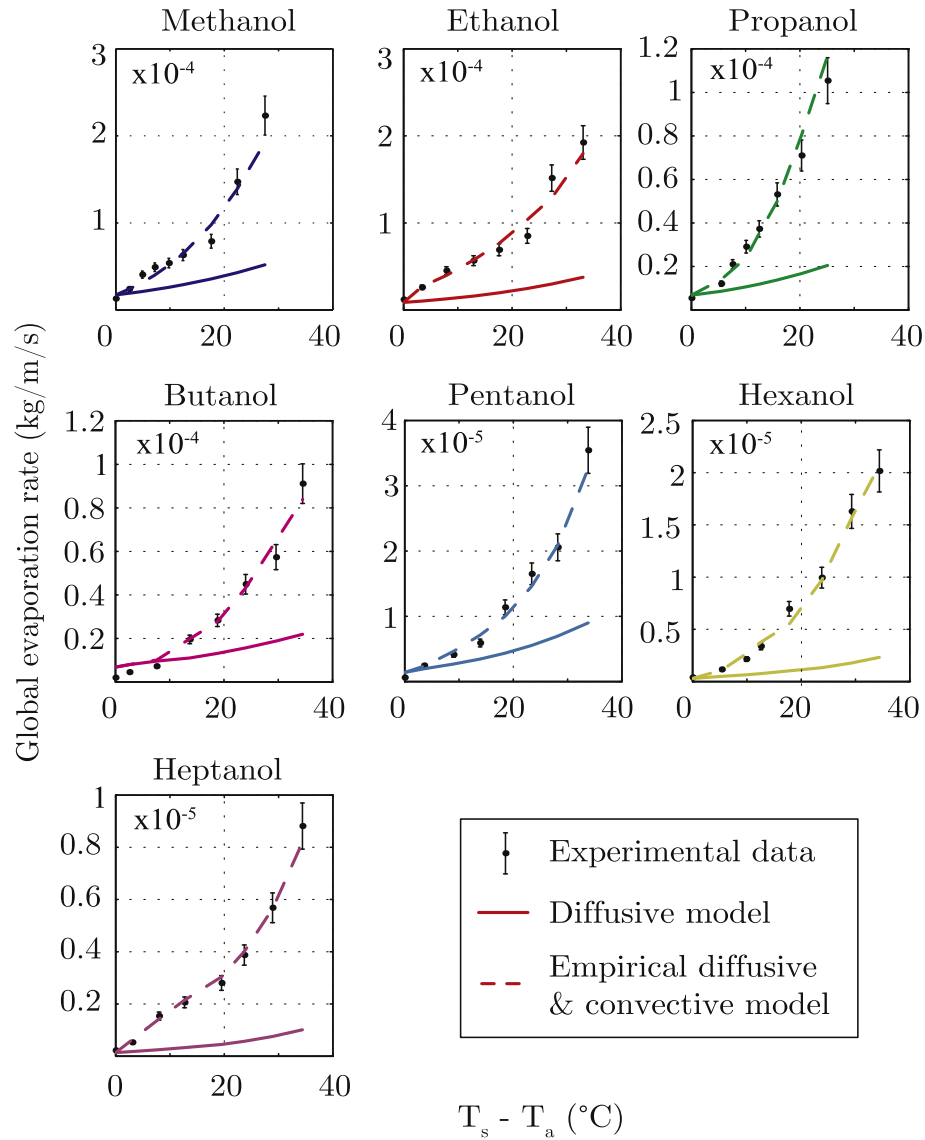 Methanol
Ethanol
Propanol
3
x10-4
2
1
0
20
40
3
x10-4
2
1
0
20
40
1.2
x10-4
1
0.8
0.6
0.4
0.2
0
20
40
Global evaporation rate (kg/m/s)
Butanol
Pentanol
Hexanol
1.2
x10-4
1
0.8
0.6
0.4
0.2
0
20
40
4
x10-5
3
2
1
0
20
40
2.5
x10-5
2
1.5
1
0.5
0
20
40
Heptanol
1
x10-5
0.8
0.6
0.4
0.2
0
20
40
Experimental data
Diffusive model
Empirical diffusive
& convective model
Ts - Ta (°C)